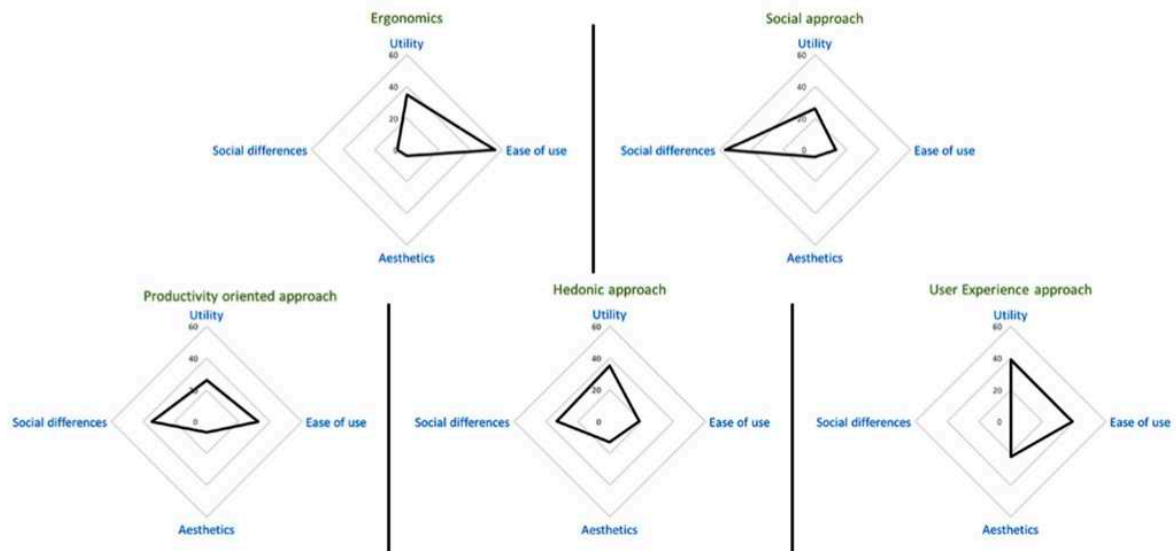 Ergonomics
Utility
60
40
20
0
Social differences
Ease of use
Aesthetics
Social approach
Utility
60
40
20
0
Social differences
Ease of use
Aesthetics
Productivity oriented approach
Utility
60
40
20
0
Social differences
Ease of use
Aesthetics
Hedonic approach
Utility
60
40
20
0
Social differences
Ease of use
Aesthetics
User Experience approach
Utility
60
40
20
0
Social differences
Ease of use
Aesthetics